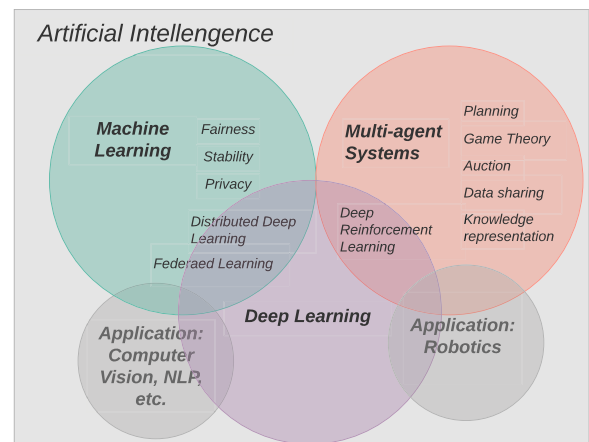 Artificial Intellengence
Machine
Learning
Fairness
Stability
Privacy
Distributed Deep
Learning
Federaed Learning
Multi-agent
Systems
Planning
Game Theory
Auction
Data sharing
Knowledge
representation
Deep
Reinforcement
Learning
Deep Learning
Application:
Computer
Vision, NLP,
etc.
Application:
Robotics